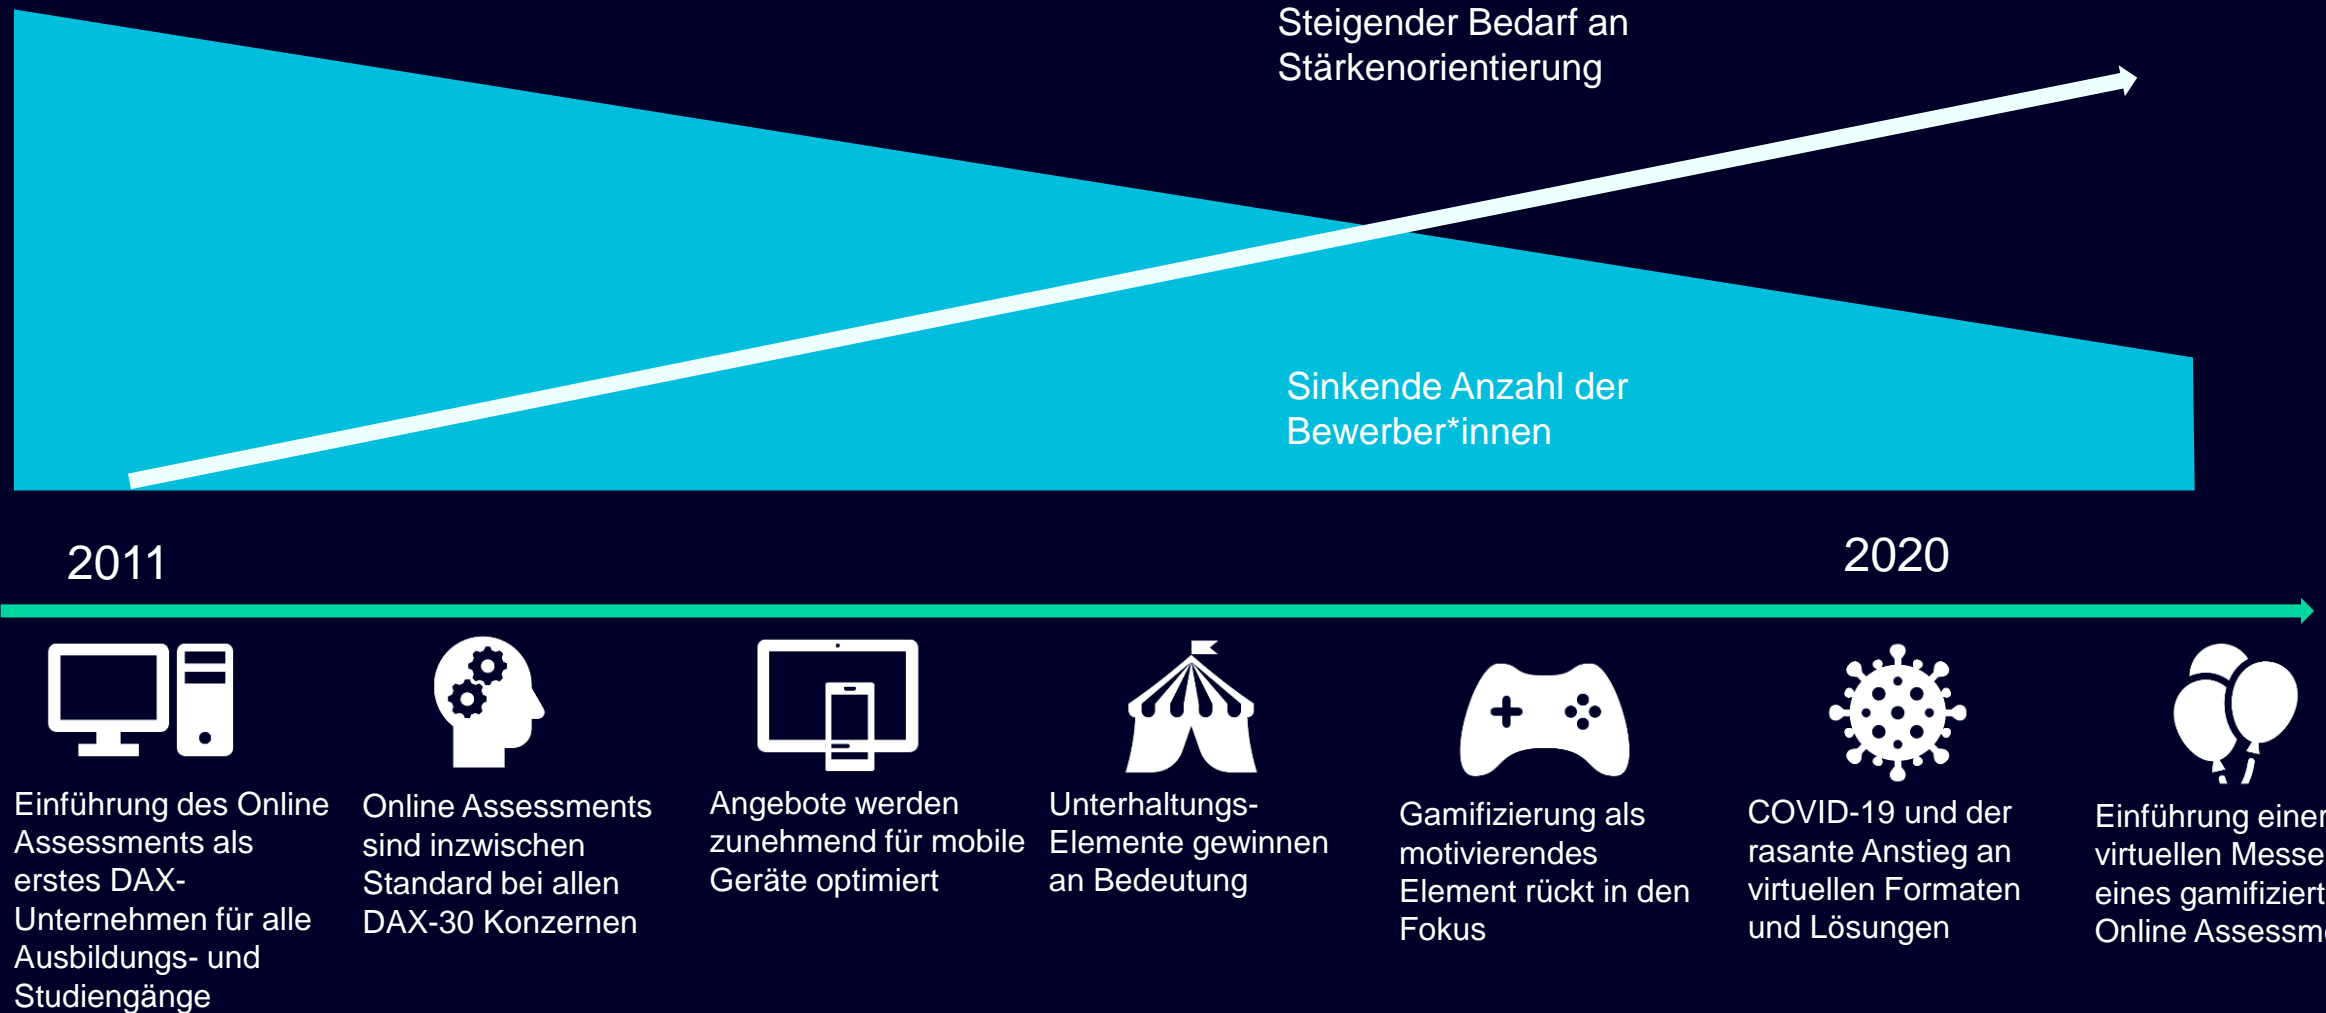 Steigender Bedarf an
Stärkenorientierung
Sinkende Anzahl der
Bewerber*innen
2011
2020
Einführung des Online
Assessments als
erstes DAX-
Unternehmen für alle
Ausbildungs- und
Studiengänge
Online Assessments
sind inzwischen
Standard bei allen
DAX-30 Konzernen
Angebote werden
zunehmend für mobile
Geräte optimiert
Unterhaltungs-
Elemente gewinnen
an Bedeutung
Gamifizierung als
motivierendes
Element rückt in den
Fokus
COVID-19 und der
rasante Anstieg an
virtuellen Formaten
und Lösungen
Einführung einer
virtuellen Messe
eines gamifiziert
Online Assessm